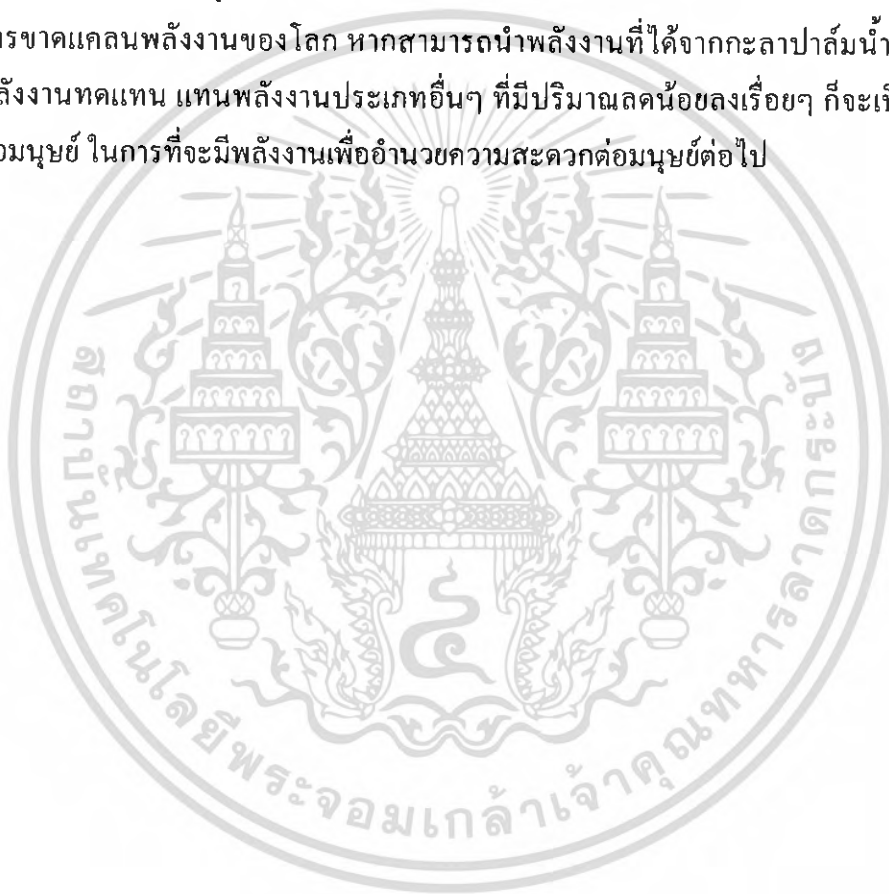 การขาดแคลนพลังงานของโลก หากสามารถนำพลังงานที่ได้จากกะลาปาล์มน้ำ
ลังงานทดแทน แทนพลังงานประเภทอื่นๆ ที่มีปริมาณลดน้อยลงเรื่อยๆ ก็จะเป็
อมนุษย์ ในการที่จะมีพลังงานเพื่ออำนวยความสะดวกต่อมนุษย์ต่อไป
สถาบันเทคโนโลยีพระจอมเกล้าเจ้าคุณทหารลาดกระบัง
๔